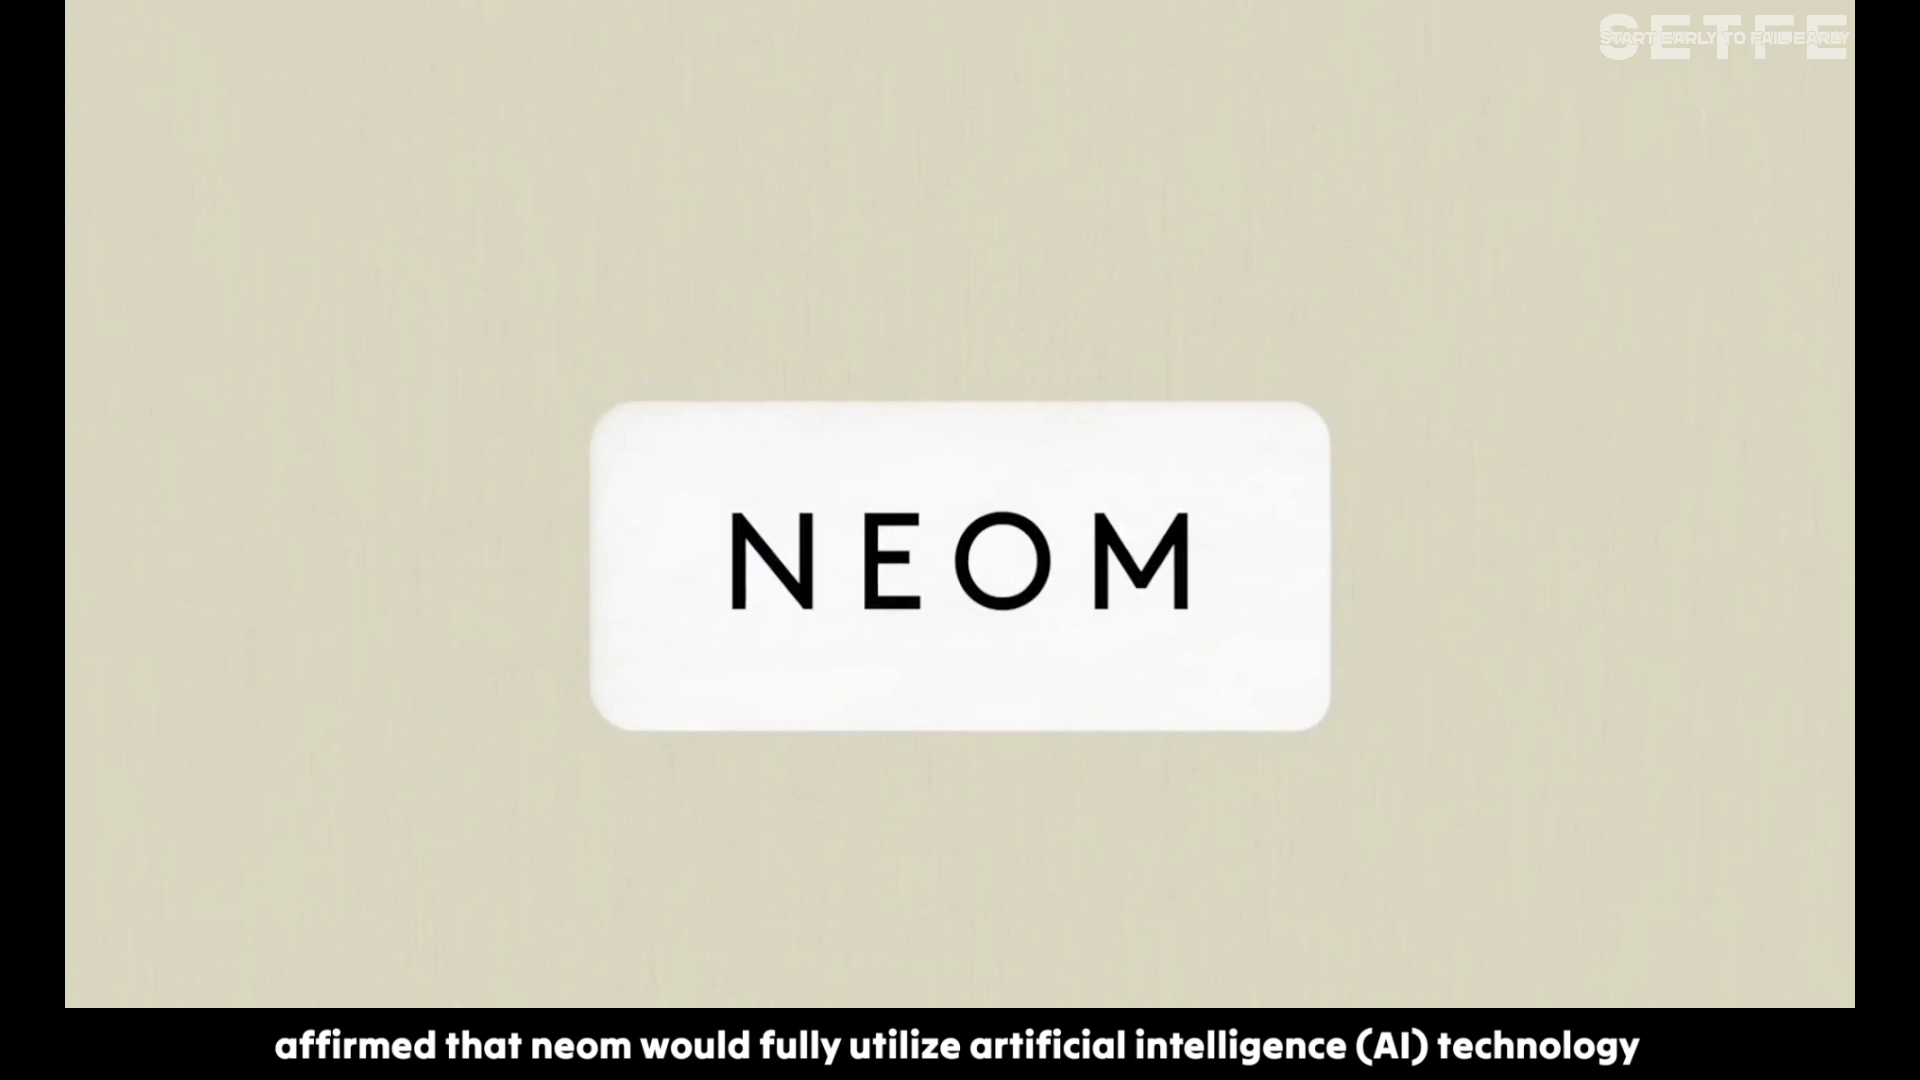 SETFE
START EARLY TO FAIL EARLY
NEOM
affirmed that neom would fully utilize artificial intelligence (AI) technology